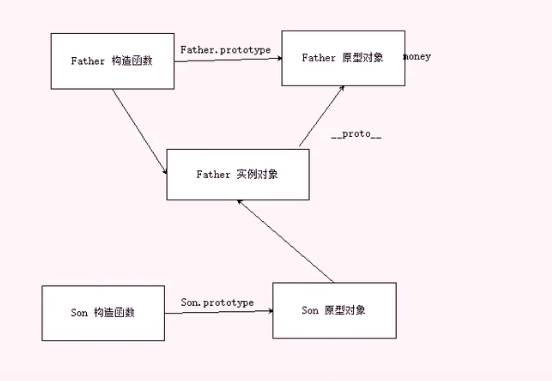 Father.prototype
Father 构造函数
Father 原型对象
money
__proto__
Father 实例对象
Son.prototype
Son 构造函数
Son 原型对象